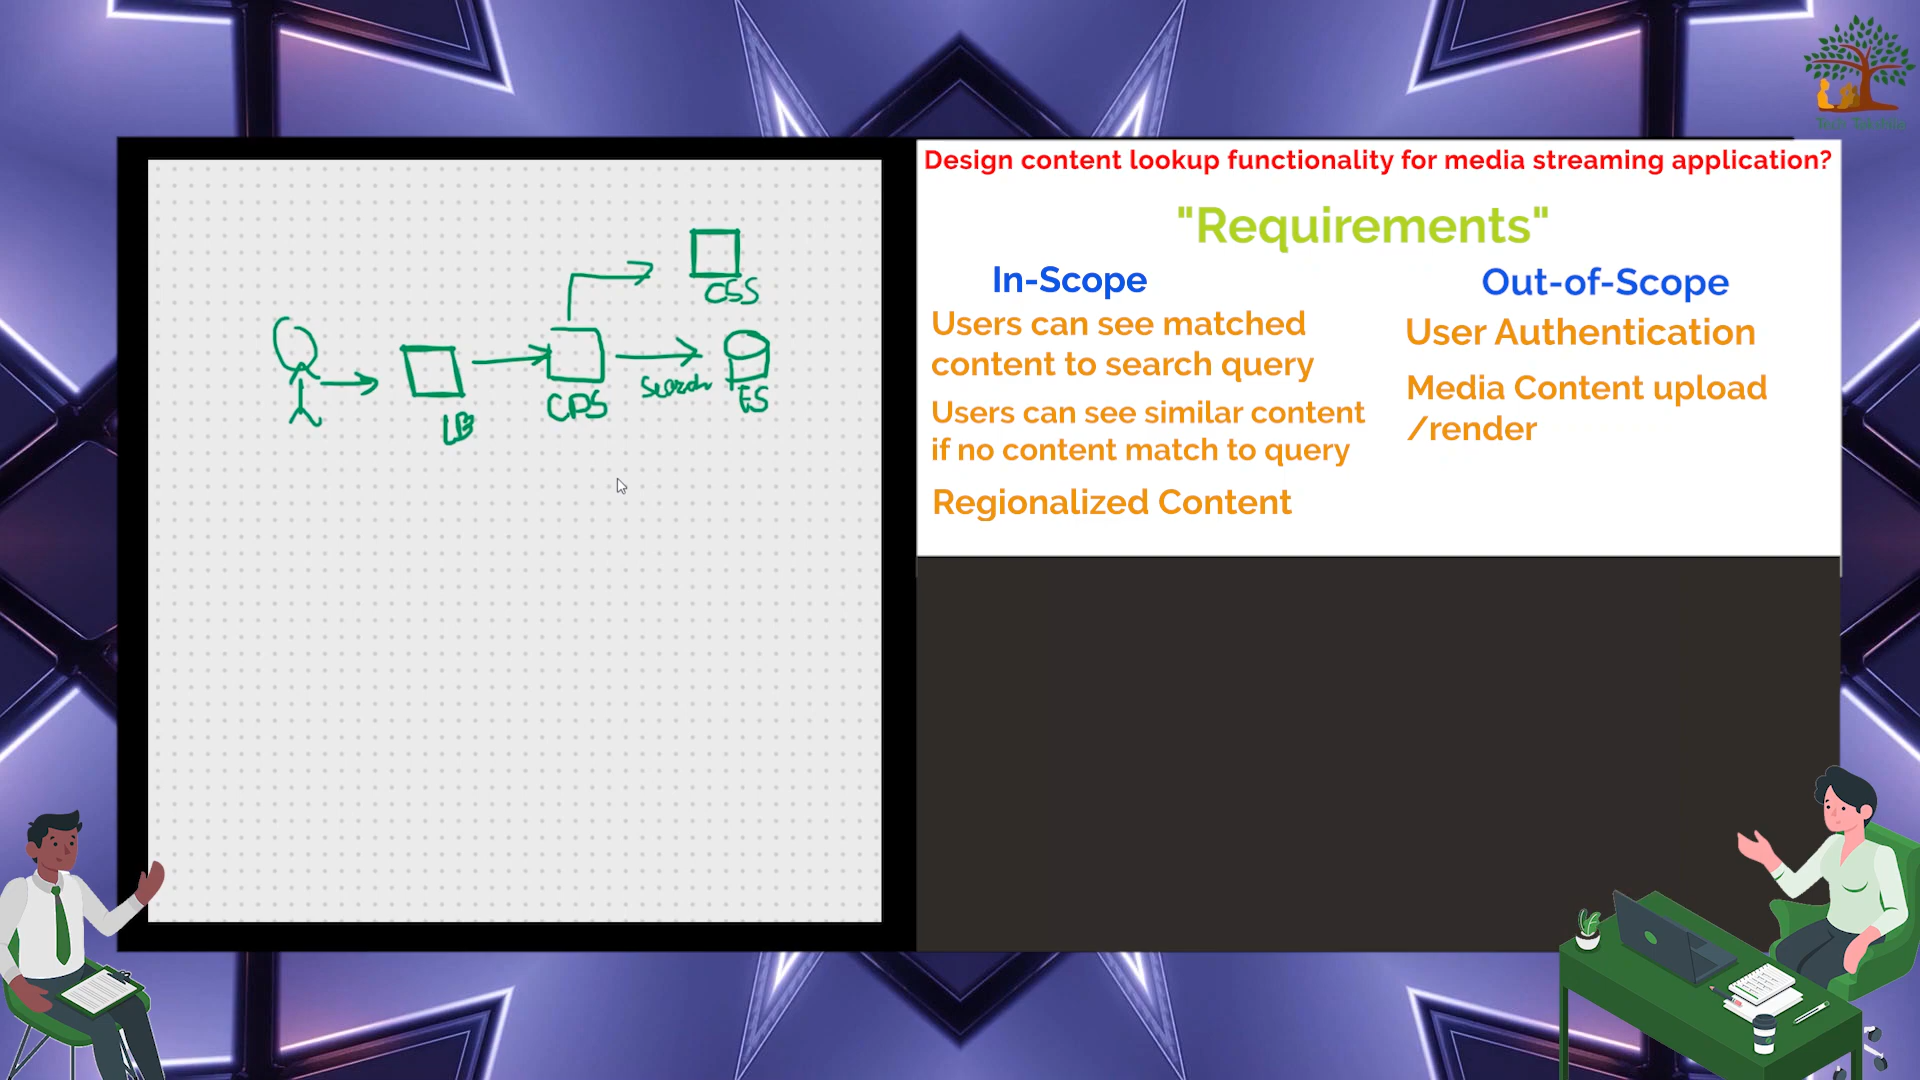 Design content lookup functionality for media streaming application?
"Requirements"
In-Scope
Users can see matched
content to search query
Users can see similar content
if no content match to query
Regionalized Content
Out-of-Scope
User Authentication
Media Content upload
/render
CSS
LB
CPS
Search
ES